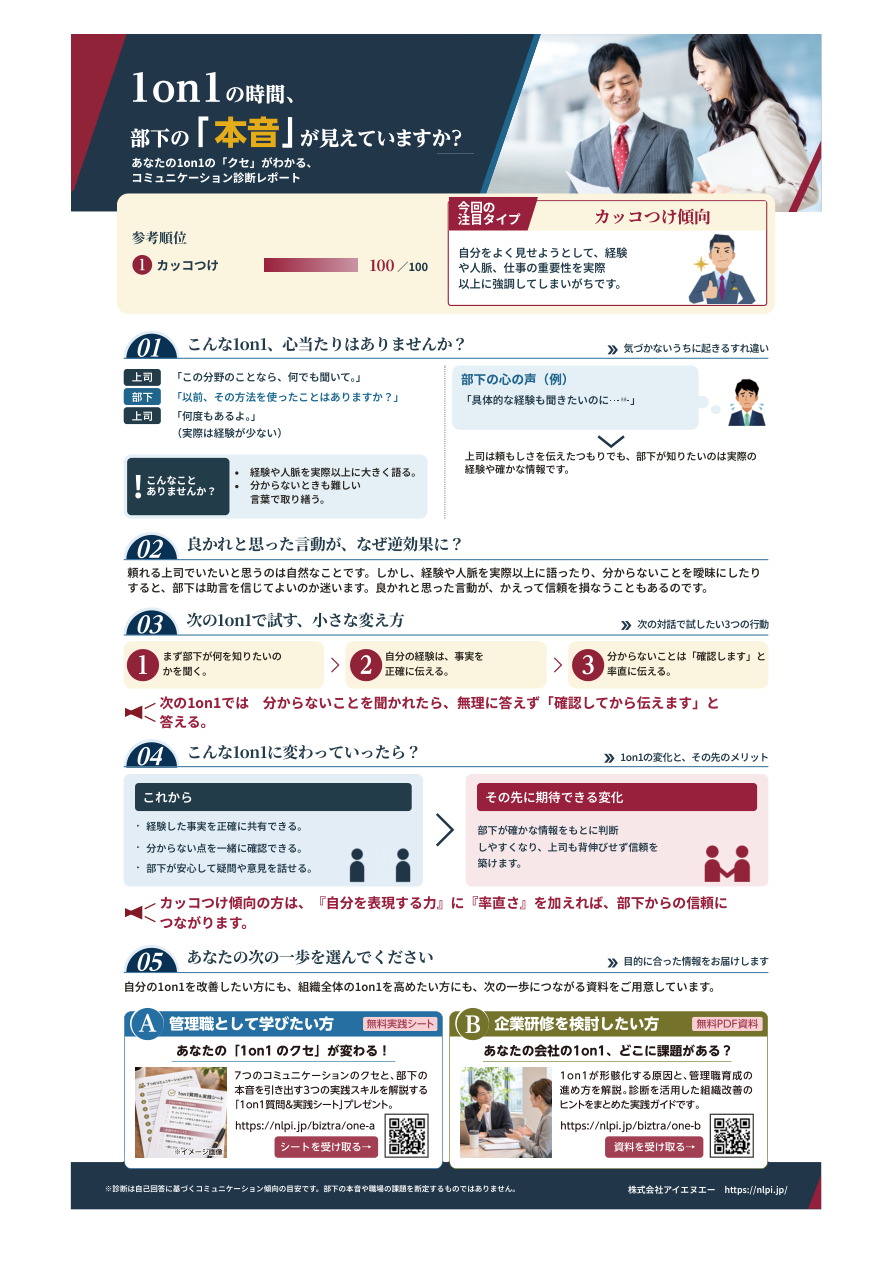 1on1の時間、
部下の「本音」が見えていますか?
あなたの1on1の「クセ」がわかる、
コミュニケーション診断レポート
参考順位
1 カッコつけ 100 ／100
今回の
注目タイプ
カッコつけ傾向
自分をよく見せようとして、経験
や人脈、仕事の重要性を実際
以上に強調してしまいがちです。
01 こんな1on1、心当たりはありませんか？ 気づかないうちに起きるすれ違い
上司 「この分野のことなら、何でも聞いて。」
部下 「以前、その方法を使ったことはありますか？」
上司 「何度もあるよ。」
（実際は経験が少ない）
! こんなこと
ありませんか？
• 経験や人脈を実際以上に大きく語る。
• 分からないときも難しい
言葉で取り繕う。
部下の心の声（例）
「具体的な経験も聞きたいのに……」
上司は頼もしさを伝えたつもりでも、部下が知りたいのは実際の
経験や確かな情報です。
02 良かれと思った言動が、なぜ逆効果に？
頼れる上司でいたいと思うのは自然なことです。しかし、経験や人脈を実際以上に語ったり、分からないことを曖昧にしたり
すると、部下は助言を信じてよいのか迷います。良かれと思った言動が、かえって信頼を損なうこともあるのです。
03 次の1on1で試す、小さな変え方 次の対話で試したい3つの行動
1 まず部下が何を知りたいの
かを聞く。
2 自分の経験は、事実を
正確に伝える。
3 分からないことは「確認します」と
率直に伝える。
次の1on1では　分からないことを聞かれたら、無理に答えず「確認してから伝えます」と
答える。
04 こんな1on1に変わっていったら？ 1on1の変化と、その先のメリット
これから
・ 経験した事実を正確に共有できる。
・ 分からない点を一緒に確認できる。
・ 部下が安心して疑問や意見を話せる。
その先に期待できる変化
部下が確かな情報をもとに判断
しやすくなり、上司も背伸びせず信頼を
築けます。
カッコつけ傾向の方は、『自分を表現する力』に『率直さ』を加えれば、部下からの信頼に
つながります。
05 あなたの次の一歩を選んでください 目的に合った情報をお届けします
自分の1on1を改善したい方にも、組織全体の1on1を高めたい方にも、次の一歩につながる資料をご用意しています。
A 管理職として学びたい方 無料実践シート
あなたの「1on1 のクセ」が変わる！
7つのコミュニケーションのクセと、部下の
本音を引き出す3つの実践スキルを解説する
「1on1質問&実践シート」プレゼント。
https://nlpi.jp/biztra/one-a
シートを受け取る→
※イメージ画像
B 企業研修を検討したい方 無料PDF資料
あなたの会社の1on1、どこに課題がある？
1on1が形骸化する原因と、管理職育成の
進め方を解説。診断を活用した組織改善の
ヒントをまとめた実践ガイドです。
https://nlpi.jp/biztra/one-b
資料を受け取る→
※診断は自己回答に基づくコミュニケーション傾向の目安です。部下の本音や職場の課題を断定するものではありません。
株式会社アイエヌエー　https://nlpi.jp/